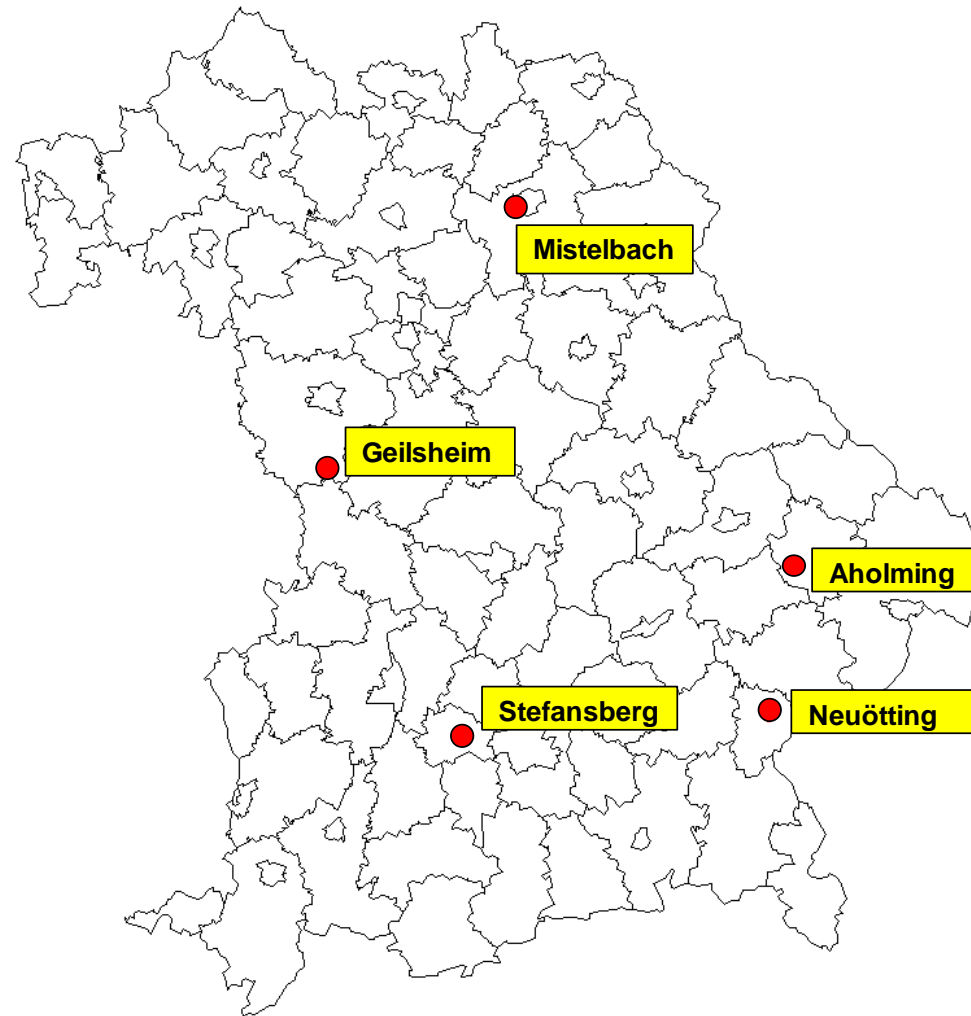 Mistelbach
Geilsheim
Aholming
Stefansberg
Neuötting